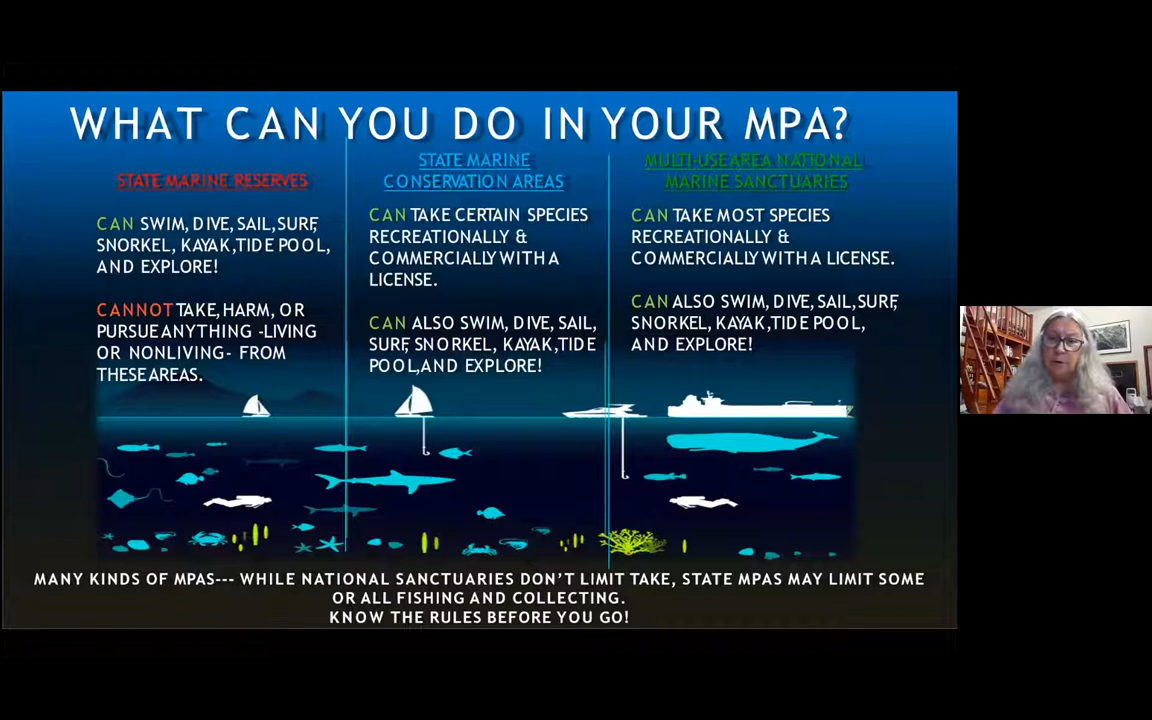 WHAT CAN YOU DO IN YOUR MPA?
STATE MARINE RESERVES
CAN SWIM, DIVE, SAIL, SURF,
SNORKEL, KAYAK, TIDE POOL,
AND EXPLORE!
CANNOT TAKE, HARM, OR
PURSUE ANYTHING -LIVING
OR NONLIVING- FROM
THESE AREAS.
STATE MARINE
CONSERVATION AREAS
CAN TAKE CERTAIN SPECIES
RECREATIONALLY &
COMMERCIALLY WITH A
LICENSE.
CAN ALSO SWIM, DIVE, SAIL,
SURF, SNORKEL, KAYAK, TIDE
POOL, AND EXPLORE!
MULTI-USE AREA NATIONAL
MARINE SANCTUARIES
CAN TAKE MOST SPECIES
RECREATIONALLY &
COMMERCIALLY WITH A LICENSE.
CAN ALSO SWIM, DIVE, SAIL, SURF,
SNORKEL, KAYAK, TIDE POOL,
AND EXPLORE!
MANY KINDS OF MPAS--- WHILE NATIONAL SANCTUARIES DON'T LIMIT TAKE, STATE MPAS MAY LIMIT SOME
OR ALL FISHING AND COLLECTING.
KNOW THE RULES BEFORE YOU GO!